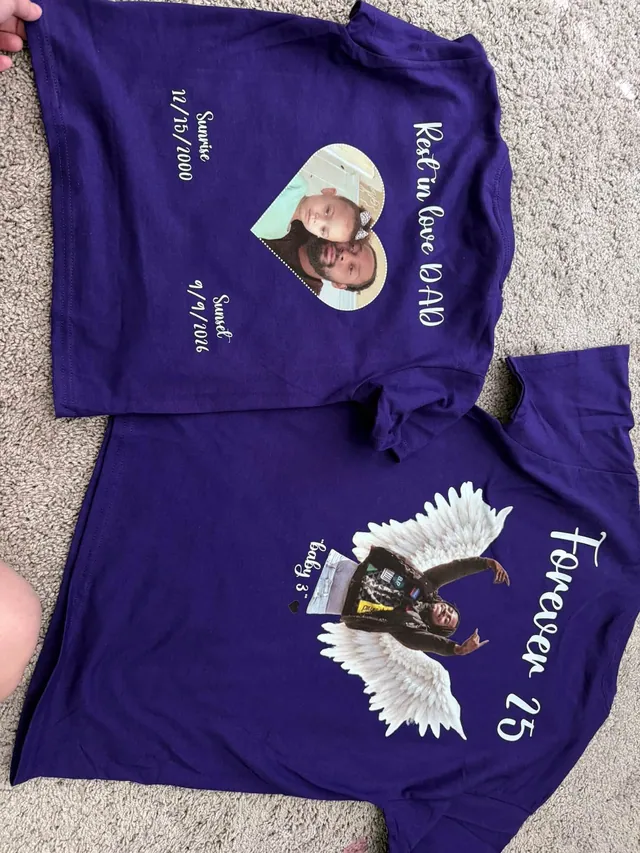 Rest in love DAD
Sunrise
12/15/2000
Sunset
9/9/2026
Forever 25
baby 3"